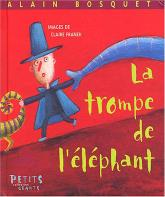 ALAIN BOSQUET
IMAGES DE
CLAIRE FRANEK
La
trompe
de
l'éléphant
PETITS
GÉANTS